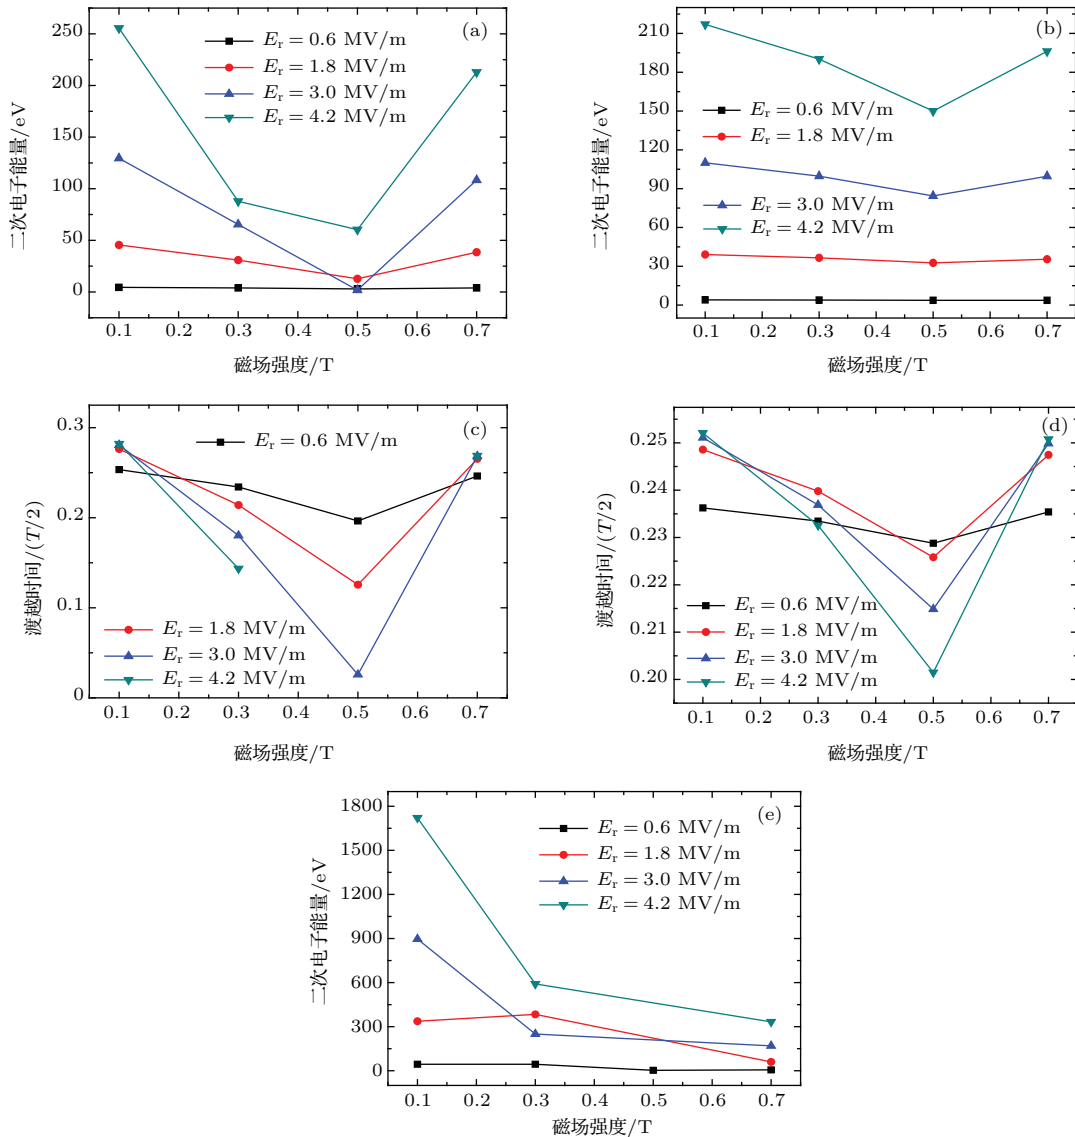 (a)
E_r = 0.6 MV/m
E_r = 1.8 MV/m
E_r = 3.0 MV/m
E_r = 4.2 MV/m
250
200
150
100
50
0
二次电子能量/eV
0.1 0.2 0.3 0.4 0.5 0.6 0.7
磁场强度/T
(b)
E_r = 0.6 MV/m
E_r = 1.8 MV/m
E_r = 3.0 MV/m
E_r = 4.2 MV/m
210
180
150
120
90
60
30
0
二次电子能量/eV
0.1 0.2 0.3 0.4 0.5 0.6 0.7
磁场强度/T
(c)
E_r = 0.6 MV/m
E_r = 1.8 MV/m
E_r = 3.0 MV/m
E_r = 4.2 MV/m
0.3
0.2
0.1
0
渡越时间/(T/2)
0.1 0.2 0.3 0.4 0.5 0.6 0.7
磁场强度/T
(d)
E_r = 0.6 MV/m
E_r = 1.8 MV/m
E_r = 3.0 MV/m
E_r = 4.2 MV/m
0.25
0.24
0.23
0.22
0.21
0.20
渡越时间/(T/2)
0.1 0.2 0.3 0.4 0.5 0.6 0.7
磁场强度/T
(e)
E_r = 0.6 MV/m
E_r = 1.8 MV/m
E_r = 3.0 MV/m
E_r = 4.2 MV/m
1800
1500
1200
900
600
300
0
二次电子能量/eV
0.1 0.2 0.3 0.4 0.5 0.6 0.7
磁场强度/T